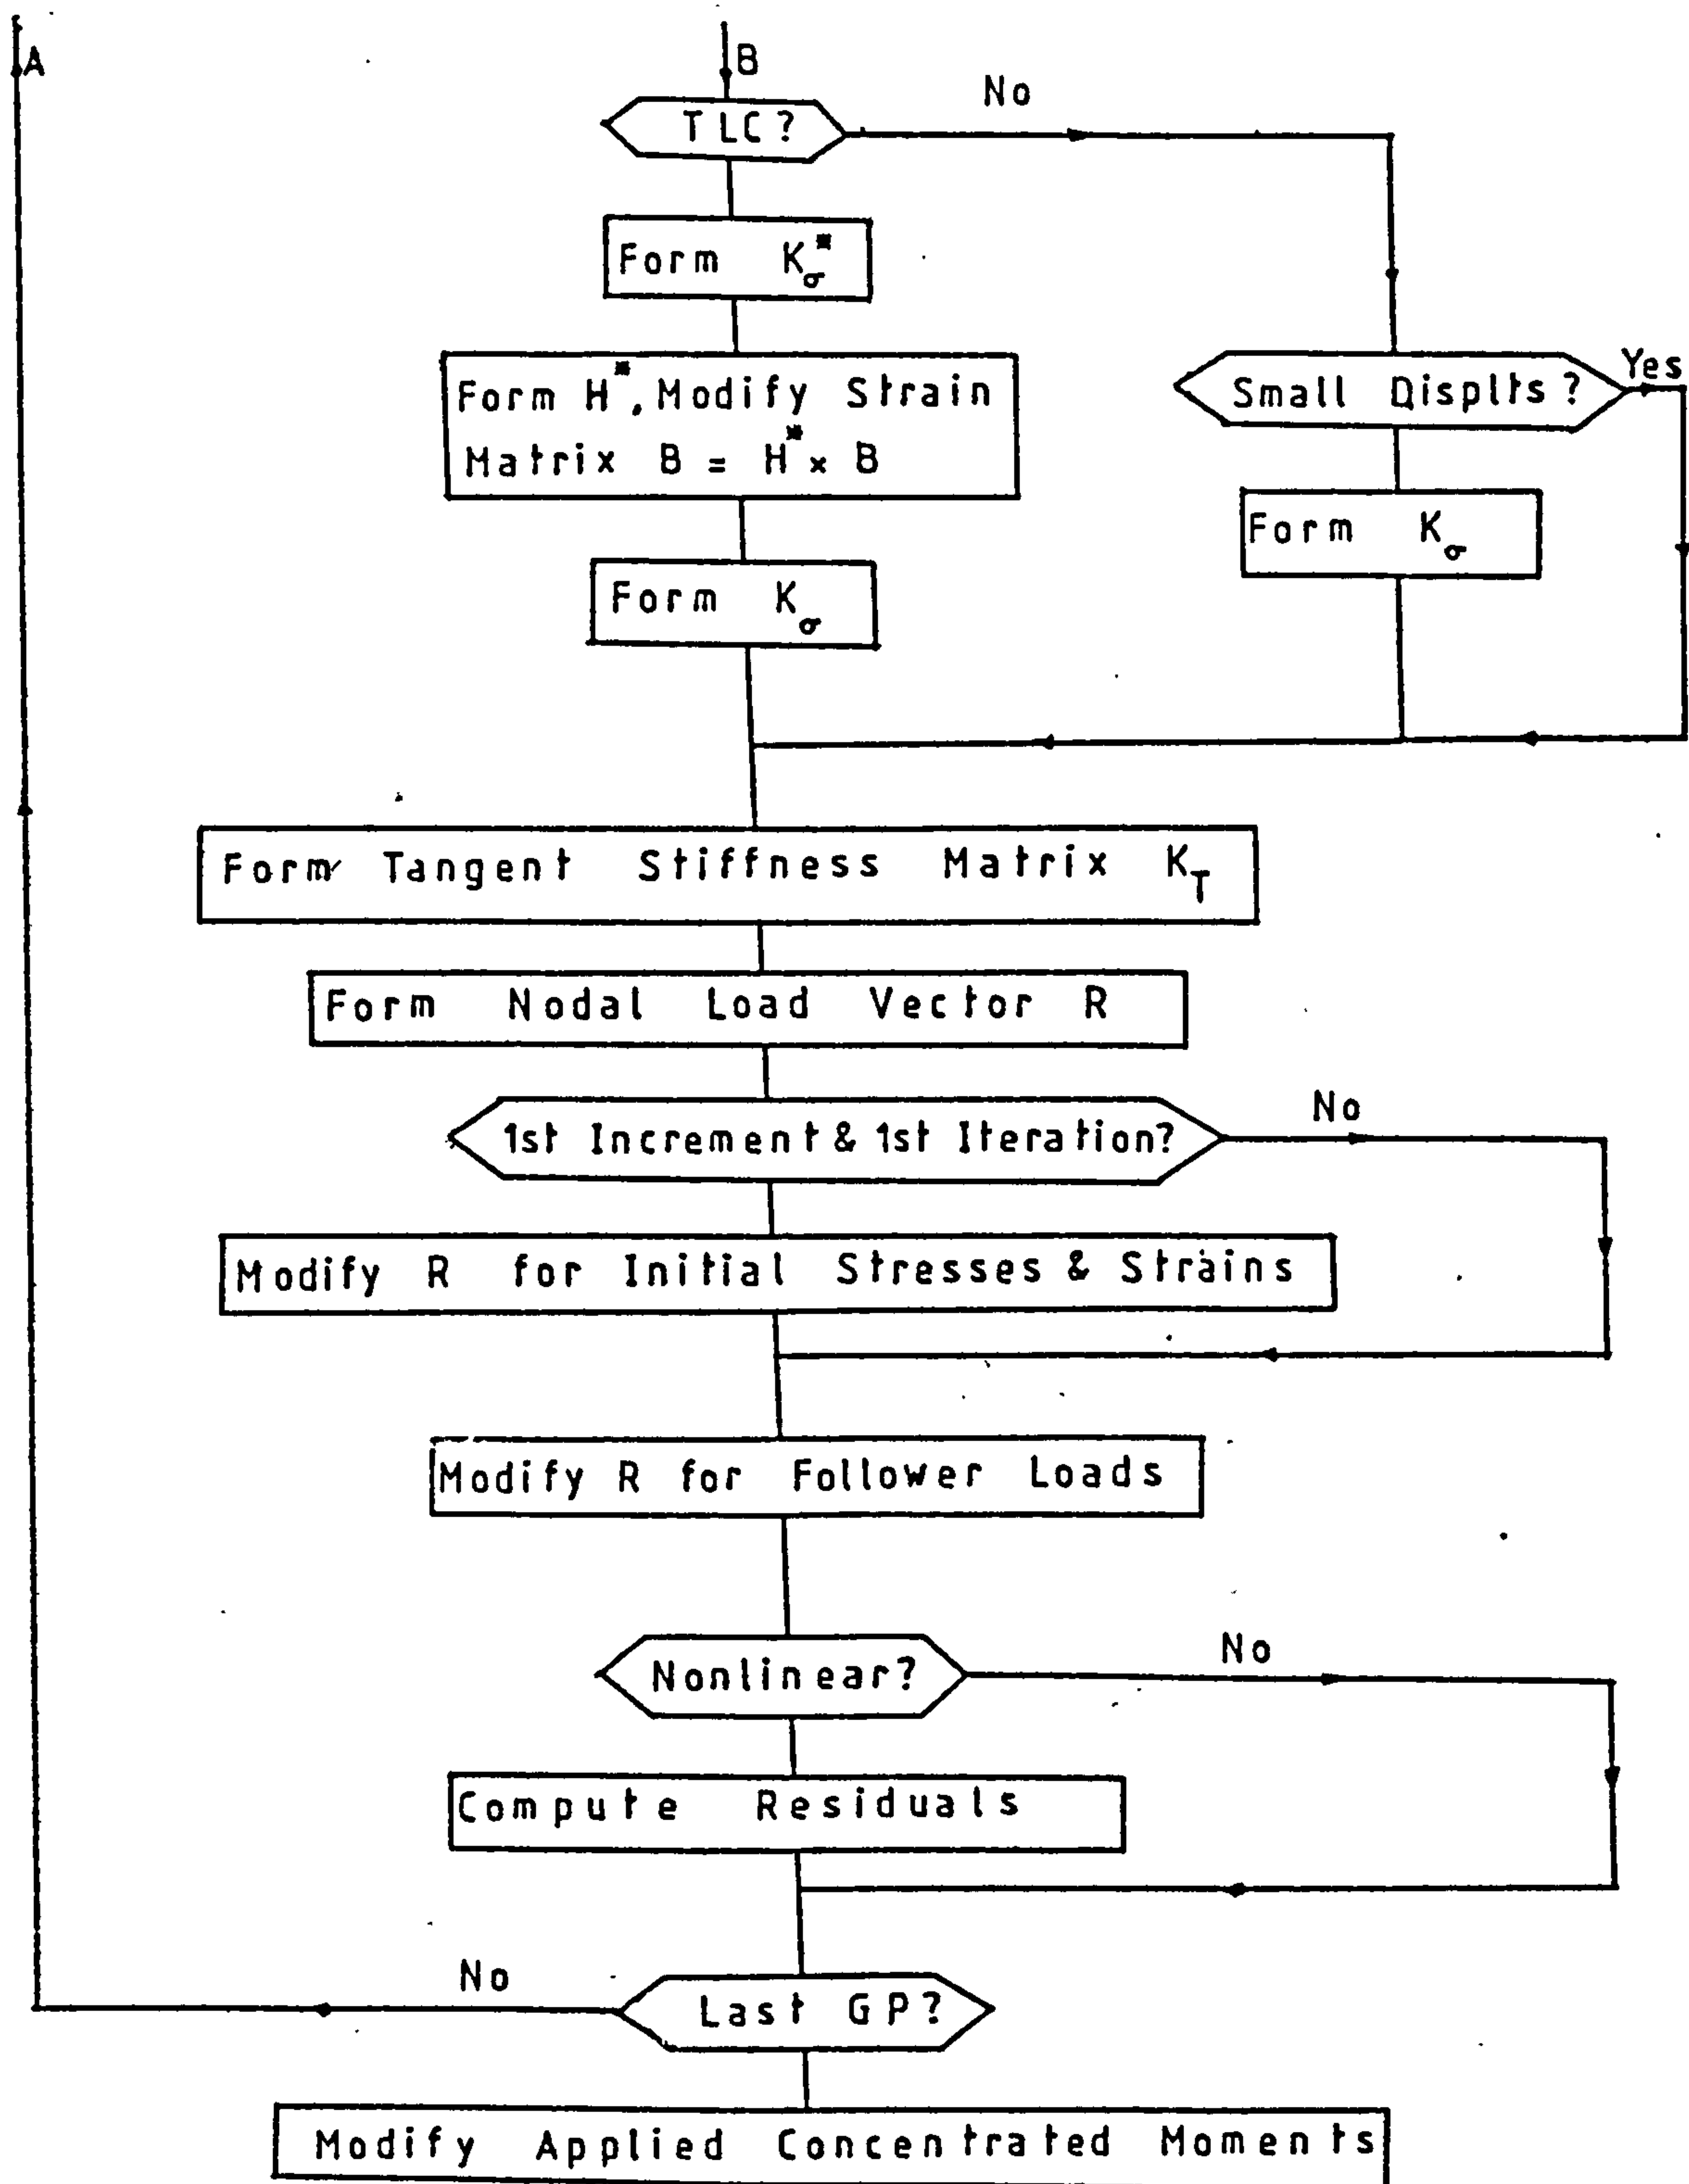 A
B
TLC?
No
Form Kσ*
Form H*, Modify Strain
Matrix B = H* × B
Small Displts?
Yes
Form Kσ
Form Kσ
Form Tangent Stiffness Matrix KT
Form Nodal Load Vector R
1st Increment & 1st Iteration?
No
Modify R for Initial Stresses & Strains
Modify R for Follower Loads
Nonlinear?
No
Compute Residuals
Last GP?
No
Modify Applied Concentrated Moments